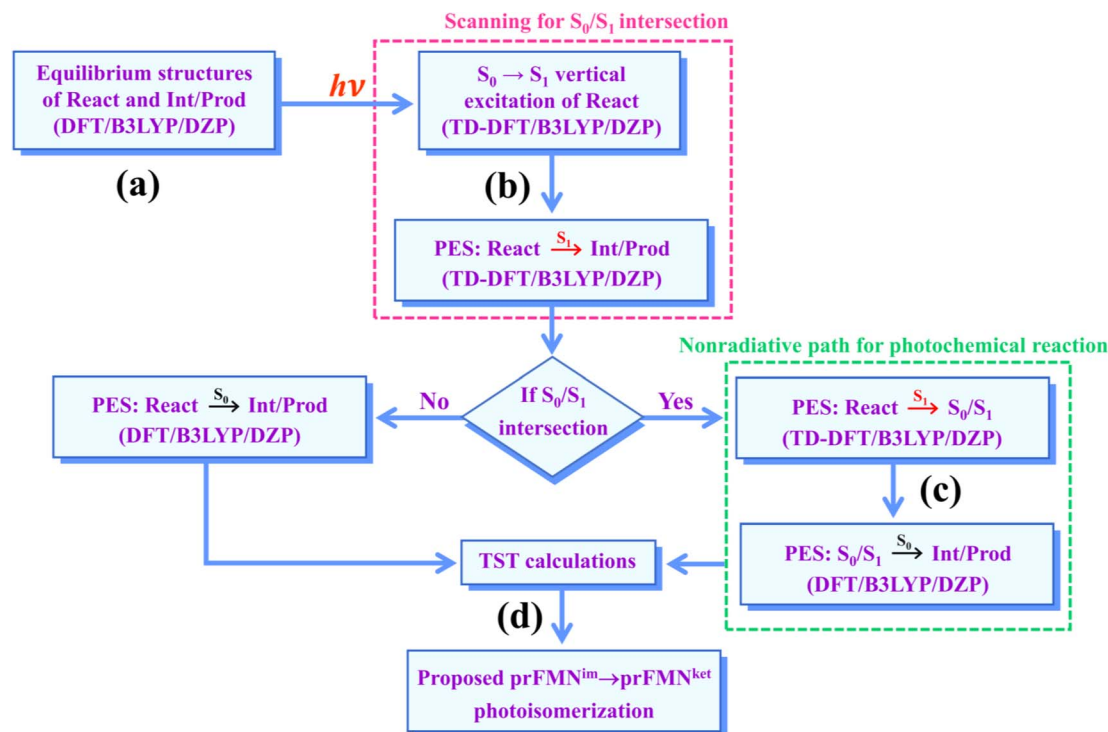 Scanning for S₀/S₁ intersection
Equilibrium structures
of React and Int/Prod
(DFT/B3LYP/DZP)
hν
S₀ → S₁ vertical
excitation of React
(TD-DFT/B3LYP/DZP)
(a)
(b)
PES: React S₁→ Int/Prod
(TD-DFT/B3LYP/DZP)
Nonradiative path for photochemical reaction
PES: React S₀→ Int/Prod
(DFT/B3LYP/DZP)
No
If S₀/S₁
intersection
Yes
PES: React S₁→ S₀/S₁
(TD-DFT/B3LYP/DZP)
(c)
TST calculations
PES: S₀/S₁ S₀→ Int/Prod
(DFT/B3LYP/DZP)
(d)
Proposed prFMNⁱᵐ→prFMNᵏᵉᵗ
photoisomerization